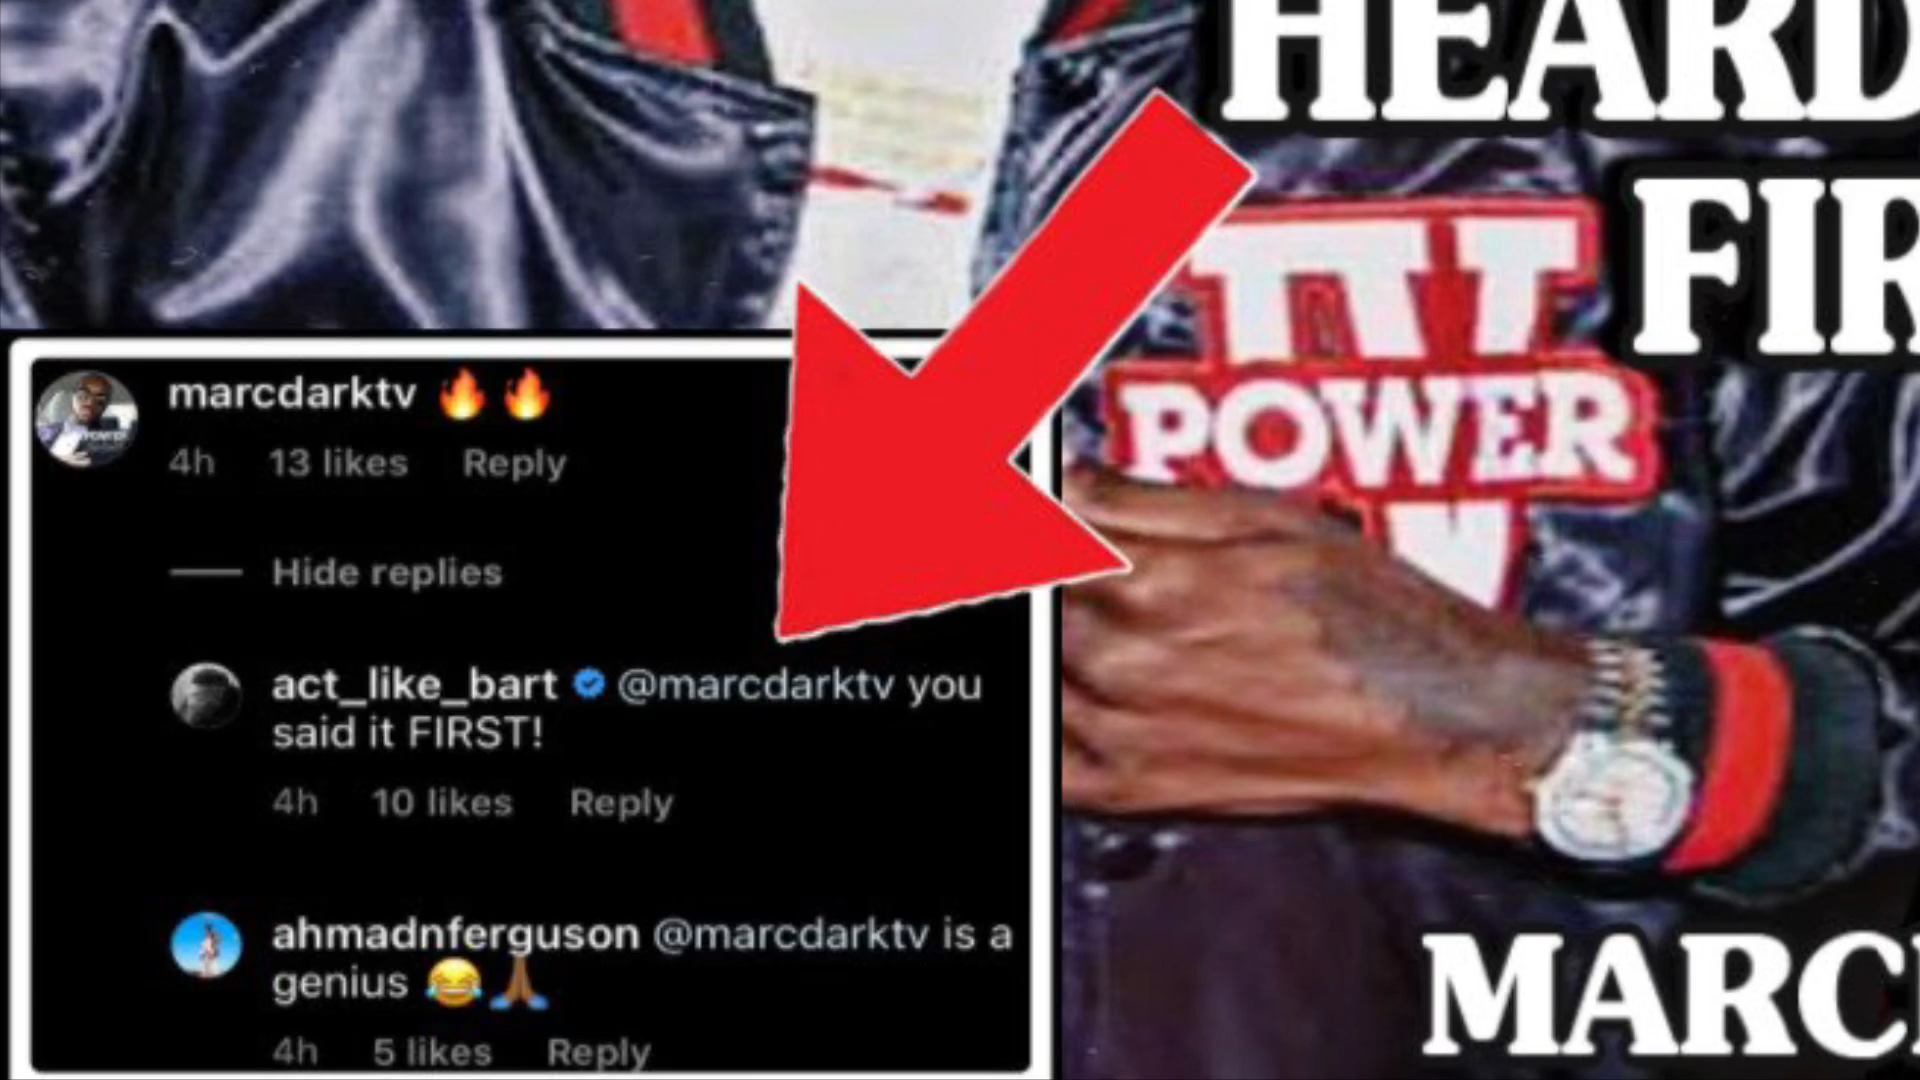 HEARD
FIR
POWER
marcdarktv 🔥 🔥
4h 13 likes Reply
Hide replies
act_like_bart @marcdarktv you
said it FIRST!
4h 10 likes Reply
ahmadnferguson @marcdarktv is a
genius 😂🙏🏾
4h 5 likes Reply
MARC